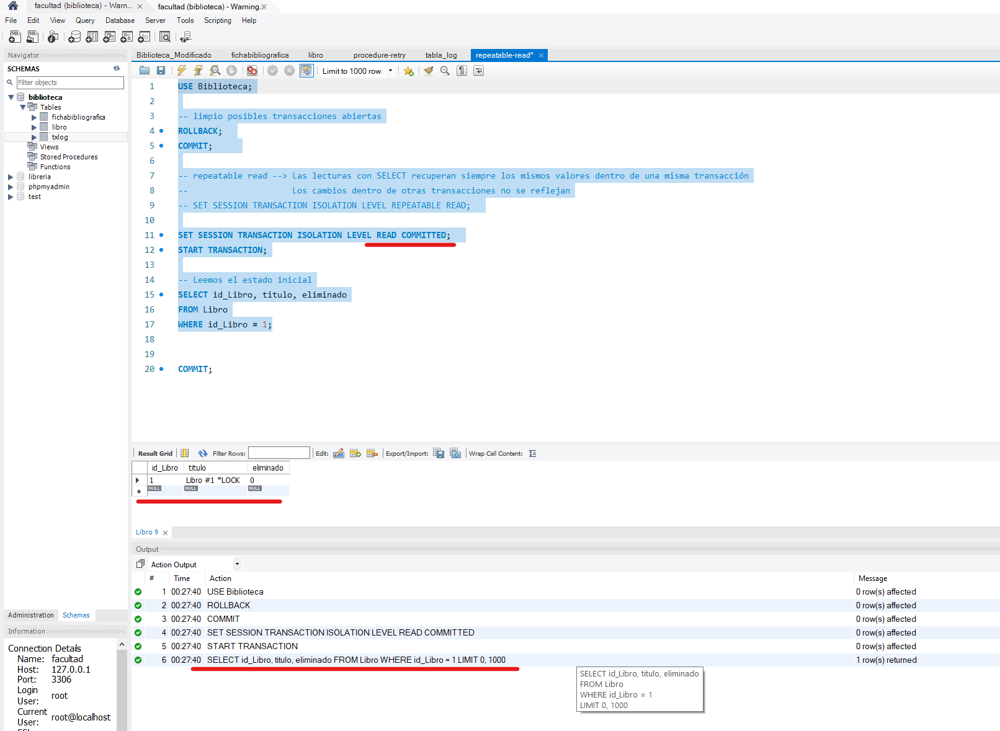 facultad (biblioteca) - Warn... ×
facultad (biblioteca) - Warning. ×
File Edit View Query Database Server Tools Scripting Help
Navigator
SCHEMAS
Filter objects
biblioteca
Tables
fichabibliografica
libro
txlog
Views
Stored Procedures
Functions
libreria
phpmyadmin
test
Administration Schemas
Information
Connection Details
Name: facultad
Host: 127.0.0.1
Port: 3306
Login User: root
Current User: root@localhost
Biblioteca_Modificado fichabibliografica libro procedure-retry tabla_log repeatable-read* ×
Limit to 1000 row
1 USE Biblioteca;
2
3 -- limpio posibles transacciones abiertas
4 ROLLBACK;
5 COMMIT;
6
7 -- repeatable read --> Las lecturas con SELECT recuperan siempre los mismos valores dentro de una misma transacción
8 -- Los cambios dentro de otras transacciones no se reflejan
9 -- SET SESSION TRANSACTION ISOLATION LEVEL REPEATABLE READ;
10
11 SET SESSION TRANSACTION ISOLATION LEVEL READ COMMITTED;
12 START TRANSACTION;
13
14 -- Leemos el estado inicial
15 SELECT id_Libro, titulo, eliminado
16 FROM Libro
17 WHERE id_Libro = 1;
18
19
20 COMMIT;
Result Grid Filter Rows: Edit: Export/Import: Wrap Cell Content: IA
id_Libro titulo eliminado
1 Libro #1 *LOCK 0
NULL NULL NULL
Libro 9 ×
Output
Action Output
# Time Action Message
1 00:27:40 USE Biblioteca 0 row(s) affected
2 00:27:40 ROLLBACK 0 row(s) affected
3 00:27:40 COMMIT 0 row(s) affected
4 00:27:40 SET SESSION TRANSACTION ISOLATION LEVEL READ COMMITTED 0 row(s) affected
5 00:27:40 START TRANSACTION 0 row(s) affected
6 00:27:40 SELECT id_Libro, titulo, eliminado FROM Libro WHERE id_Libro = 1 LIMIT 0, 1000 1 row(s) returned
SELECT id_Libro, titulo, eliminado
FROM Libro
WHERE id_Libro = 1
LIMIT 0, 1000